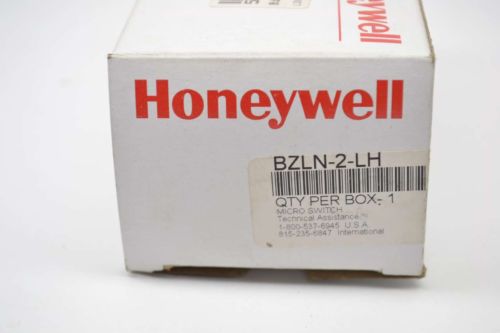 Honeywell
Honeywell
BZLN-2-LH
QTY PER BOX- 1
MICRO SWITCH
Technical Assistance
1-800-537-6945 U.S.A.
815-235-6847 International